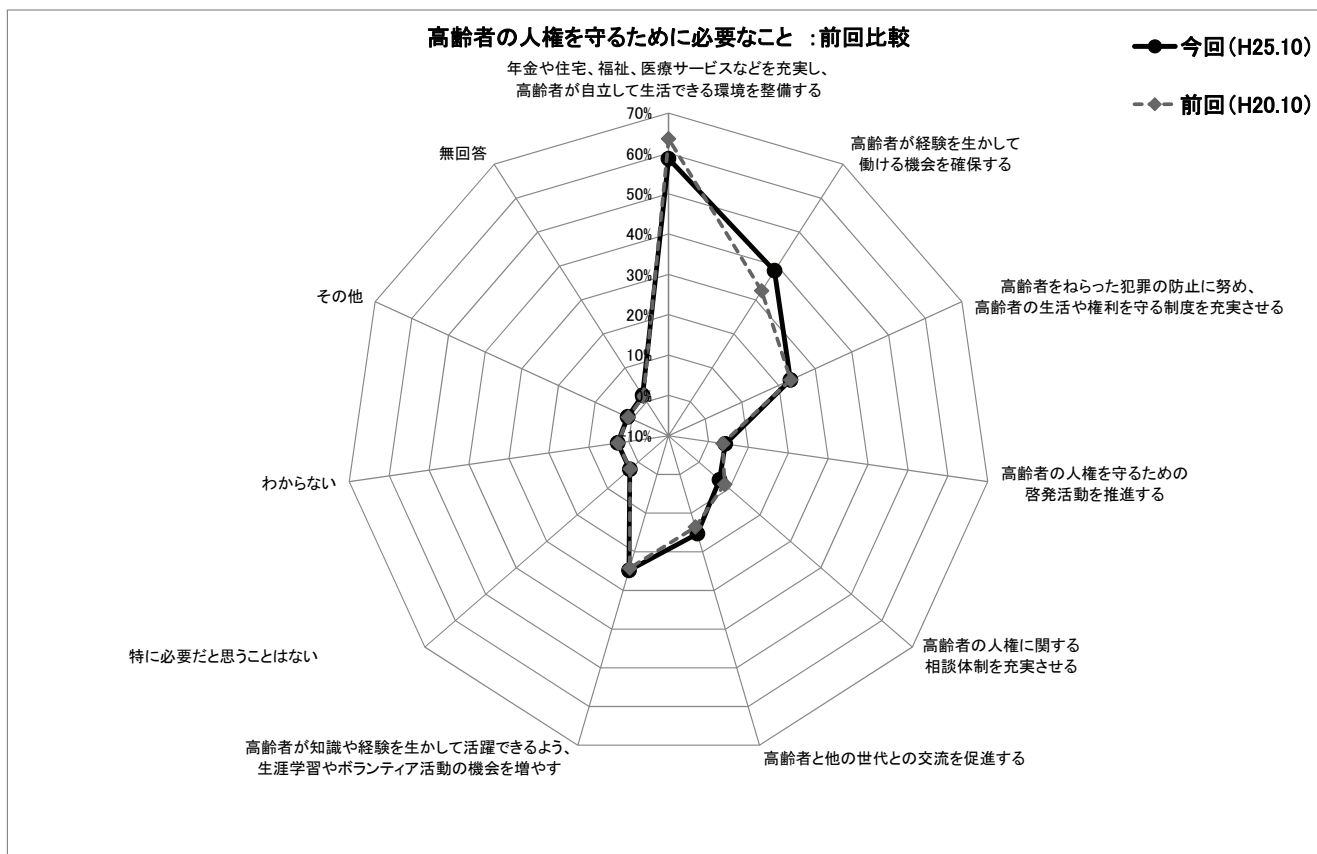 高齢者の人権を守るために必要なこと ：前回比較
今回（H25.10）
前回（H20.10）
年金や住宅、福祉、医療サービスなどを充実し、
高齢者が自立して生活できる環境を整備する
高齢者が経験を生かして
働ける機会を確保する
高齢者をねらった犯罪の防止に努め、
高齢者の生活や権利を守る制度を充実させる
高齢者の人権を守るための
啓発活動を推進する
高齢者の人権に関する
相談体制を充実させる
高齢者と他の世代との交流を促進する
高齢者が知識や経験を生かして活躍できるよう、
生涯学習やボランティア活動の機会を増やす
特に必要だと思うことはない
わからない
その他
無回答
70%
60%
50%
40%
30%
20%
10%
0%
-10%